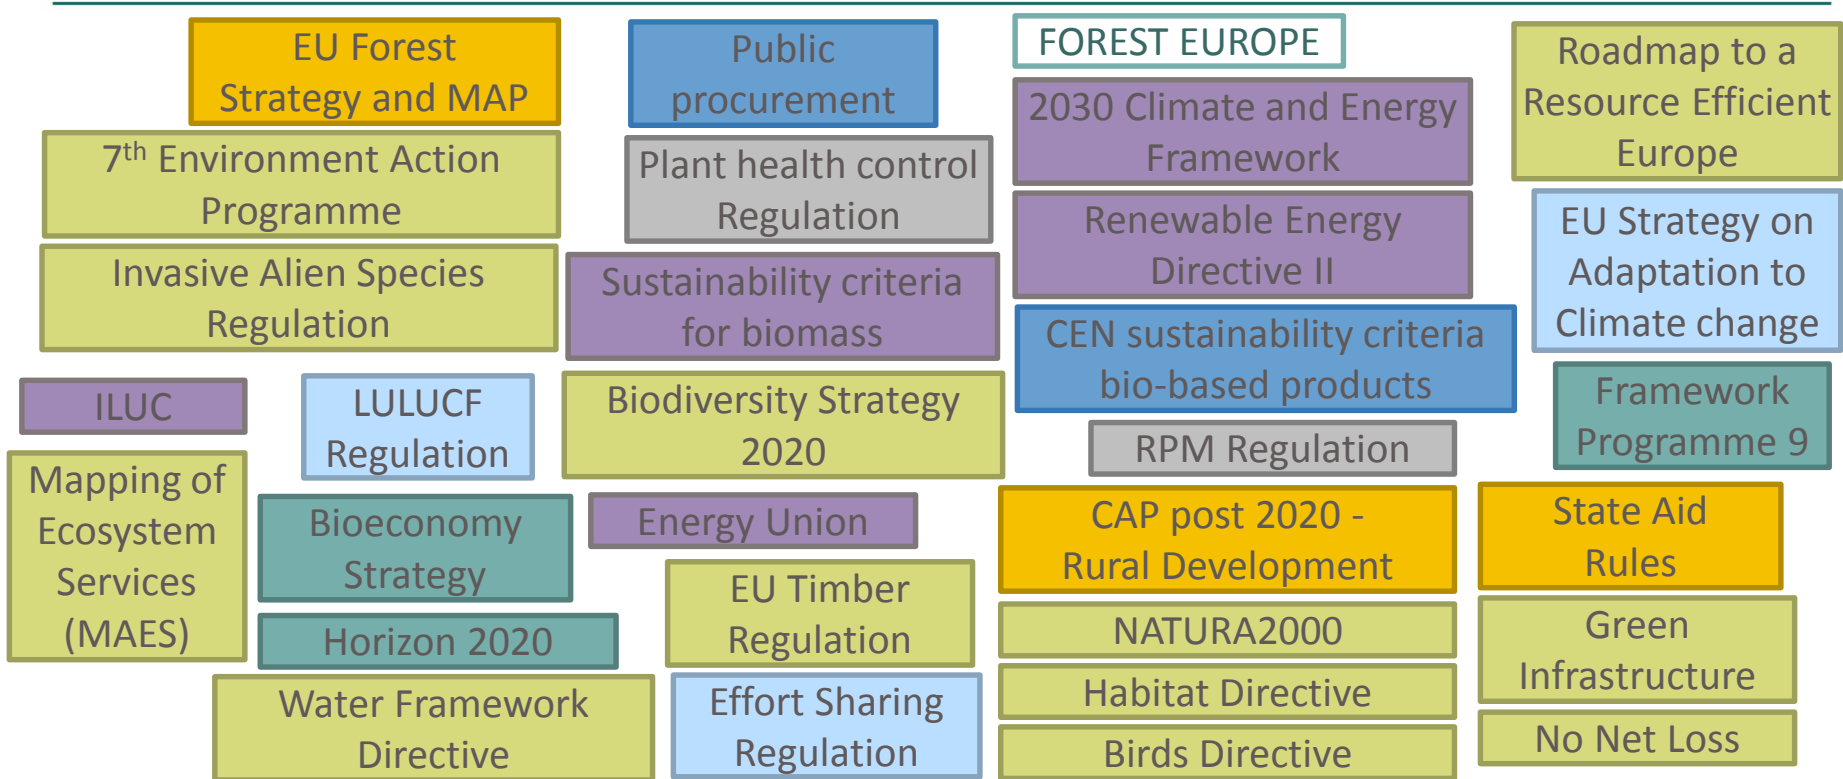 EU Forest
Strategy and MAP
Public
procurement
FOREST EUROPE
Roadmap to a
Resource Efficient
Europe
7th Environment Action
Programme
Plant health control
Regulation
2030 Climate and Energy
Framework
Invasive Alien Species
Regulation
Sustainability criteria
for biomass
Renewable Energy
Directive II
EU Strategy on
Adaptation to
Climate change
CEN sustainability criteria
bio-based products
ILUC
LULUCF
Regulation
Biodiversity Strategy
2020
RPM Regulation
Framework
Programme 9
Mapping of
Ecosystem
Services
(MAES)
Bioeconomy
Strategy
Energy Union
CAP post 2020 -
Rural Development
State Aid
Rules
Horizon 2020
EU Timber
Regulation
NATURA2000
Green
Infrastructure
Water Framework
Directive
Effort Sharing
Regulation
Habitat Directive
Birds Directive
No Net Loss